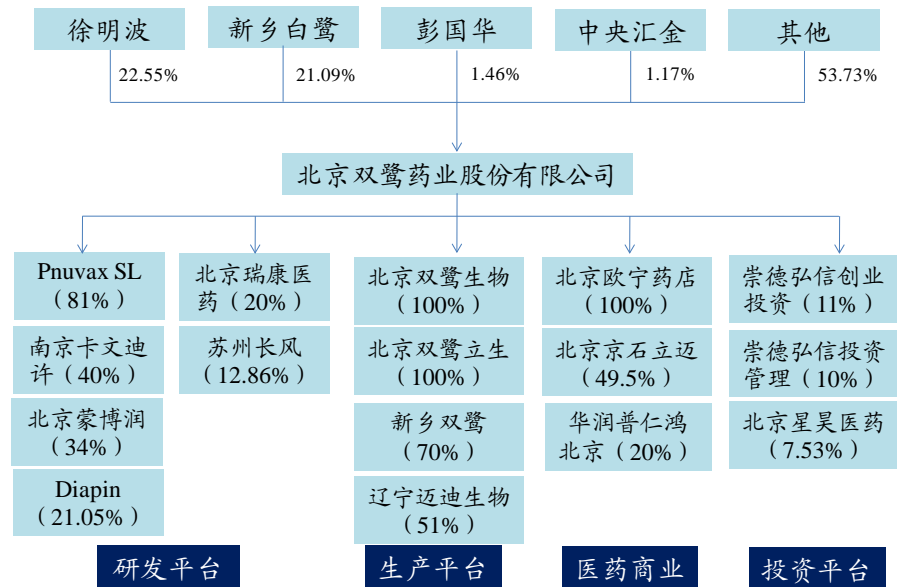 徐明波
新乡白鹭
彭国华
中央汇金
其他
22.55%
21.09%
1.46%
1.17%
53.73%
北京双鹭药业股份有限公司
Pnuvax SL
（81%）
南京卡文迪
许（40%）
北京蒙博润
（34%）
Diapin
（21.05%）
北京瑞康医
药（20%）
苏州长风
（12.86%）
北京双鹭生物
（100%）
北京双鹭立生
（100%）
新乡双鹭
（70%）
辽宁迈迪生物
（51%）
北京欧宁药店
（100%）
北京京石立迈
（49.5%）
华润普仁鸿
北京（20%）
崇德弘信创业
投资（11%）
崇德弘信投资
管理（10%）
北京星昊医药
（7.53%）
研发平台
生产平台
医药商业
投资平台